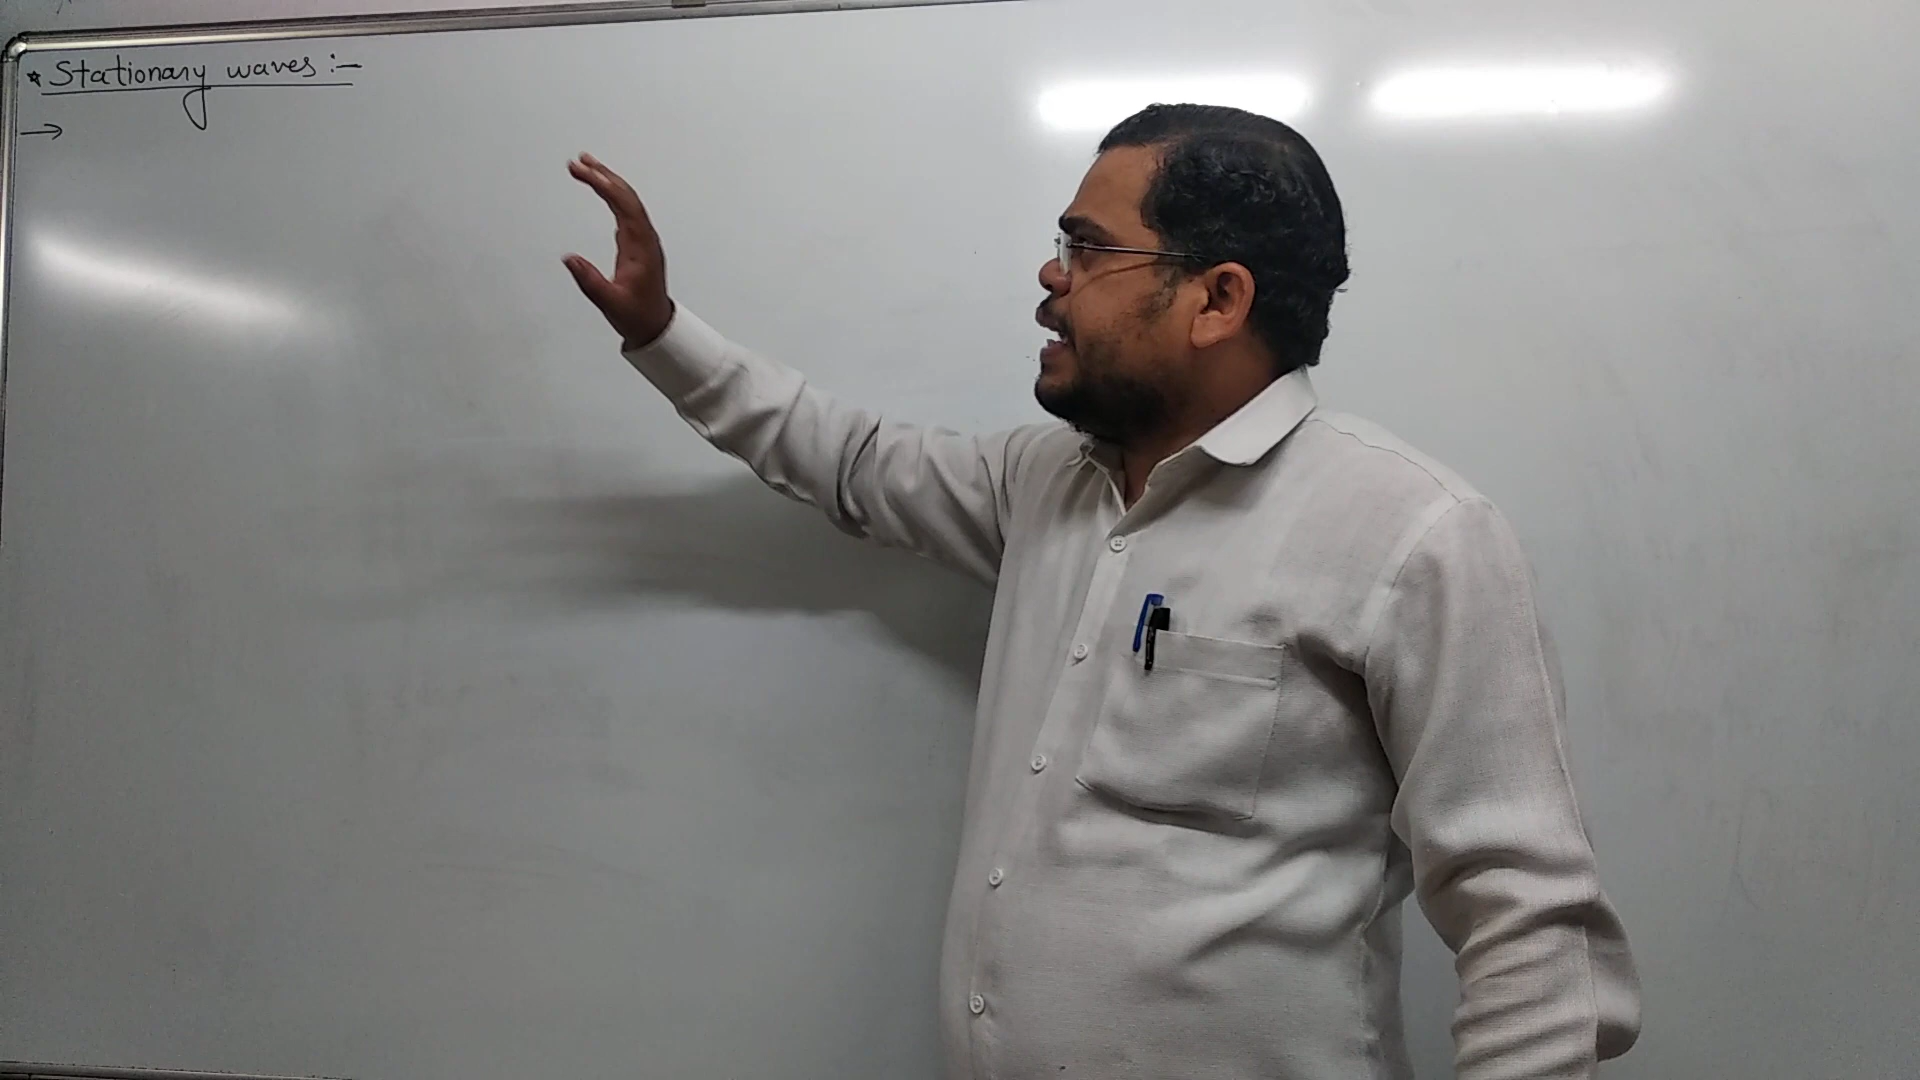 * Stationary waves :-
→